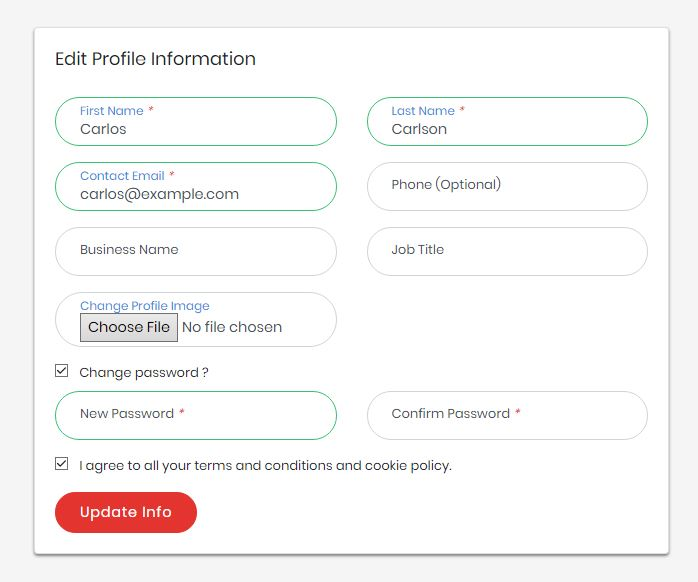 Edit Profile Information
First Name *
Carlos
Last Name *
Carlson
Contact Email *
carlos@example.com
Phone (Optional)
Business Name
Job Title
Change Profile Image
Choose File No file chosen
Change password ?
New Password *
Confirm Password *
I agree to all your terms and conditions and cookie policy.
Update Info